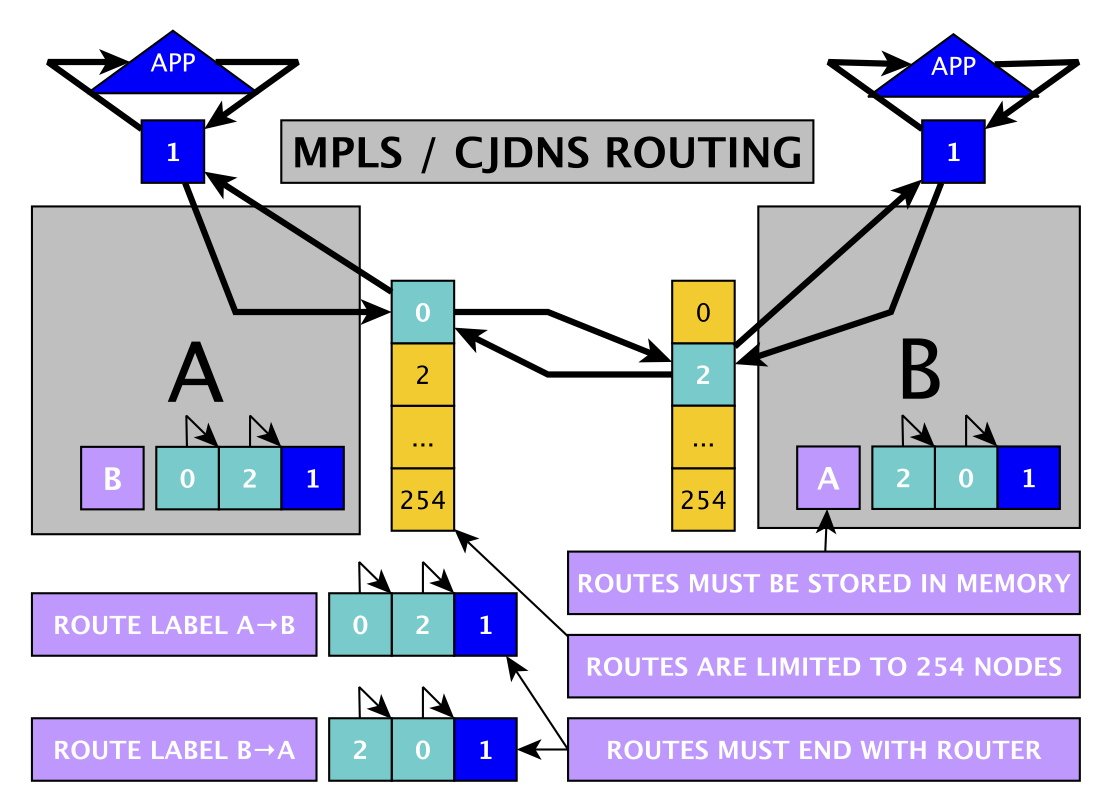 APP
APP
1
1
MPLS / CJDNS ROUTING
A
B
0
2
...
254
0
2
...
254
B
0 2 1
A
2 0 1
ROUTES MUST BE STORED IN MEMORY
ROUTE LABEL A→B
0 2 1
ROUTES ARE LIMITED TO 254 NODES
ROUTE LABEL B→A
2 0 1
ROUTES MUST END WITH ROUTER